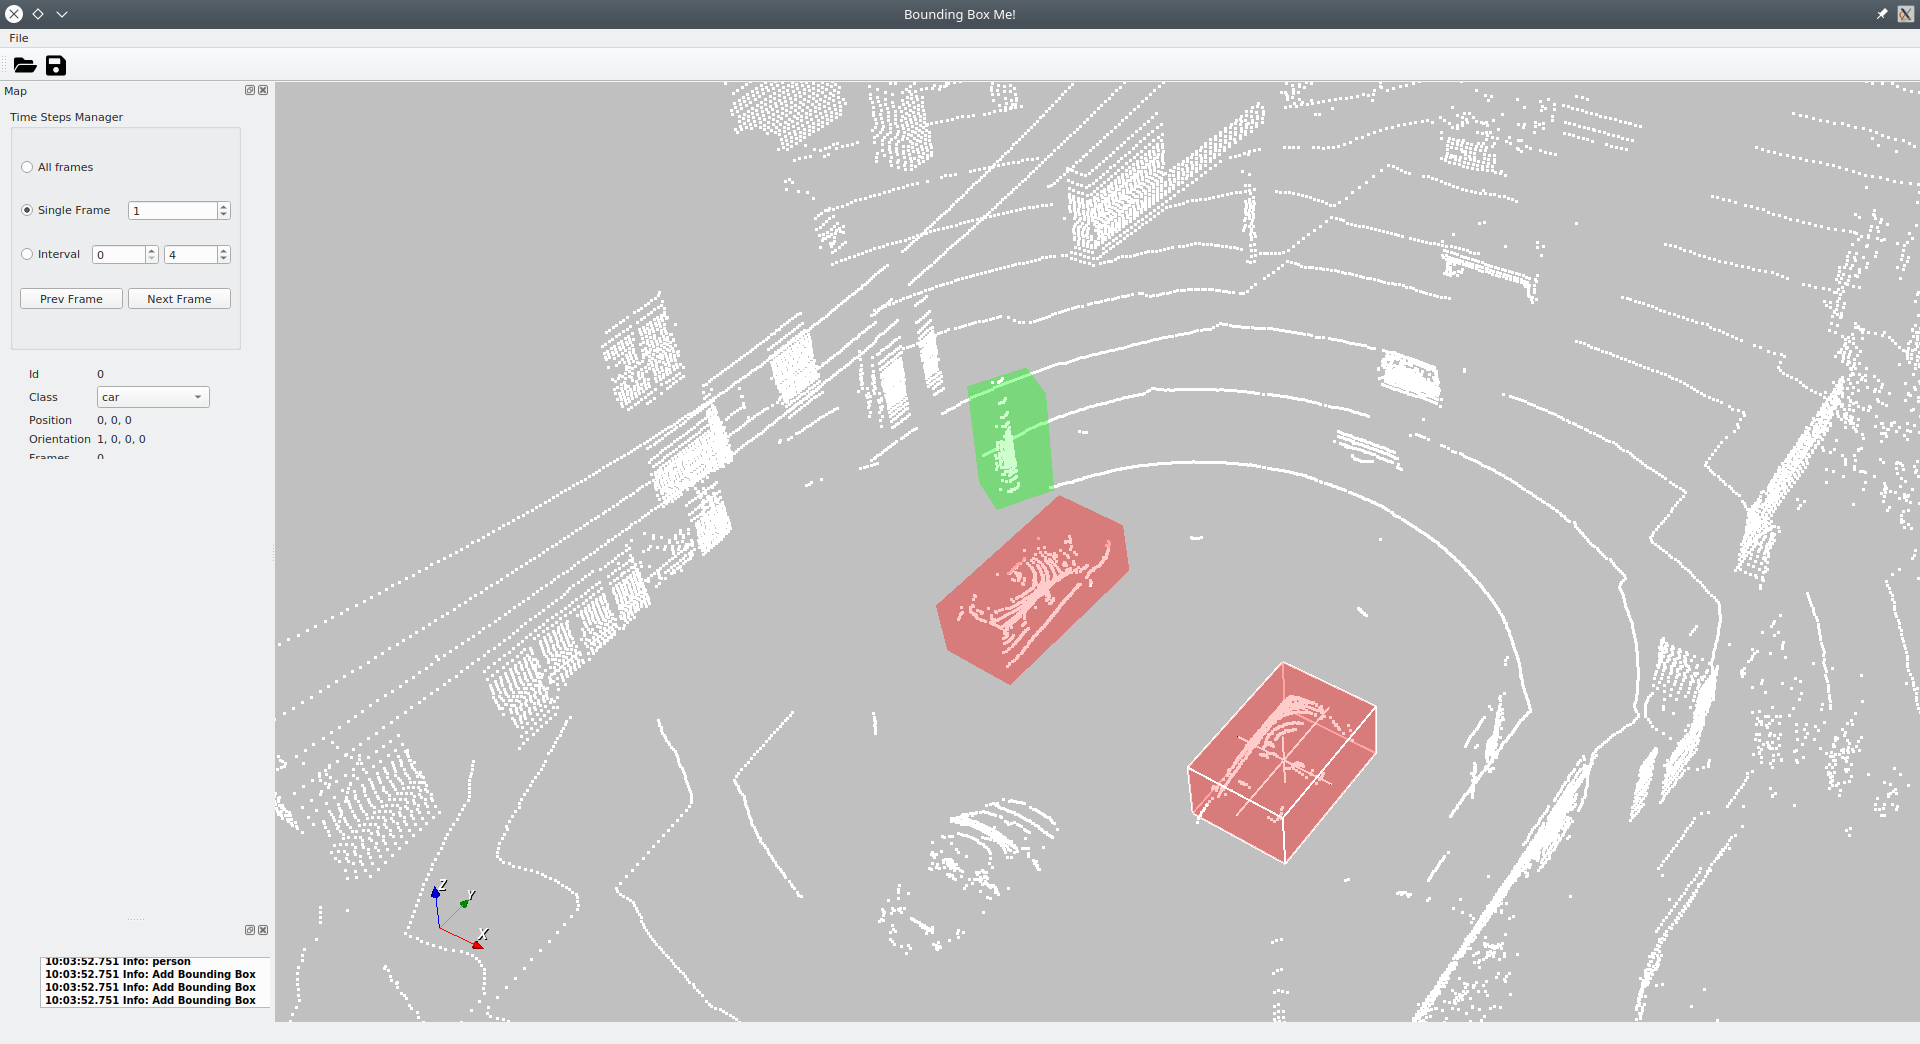 Bounding Box Me!
File
Map
Time Steps Manager
All frames
Single Frame 1
Interval 0 4
Prev Frame Next Frame
Id 0
Class car
Position 0, 0, 0
Orientation 1, 0, 0, 0
Frames 0
Z
Y
X
10:03:52.751 Info: person
10:03:52.751 Info: Add Bounding Box
10:03:52.751 Info: Add Bounding Box
10:03:52.751 Info: Add Bounding Box